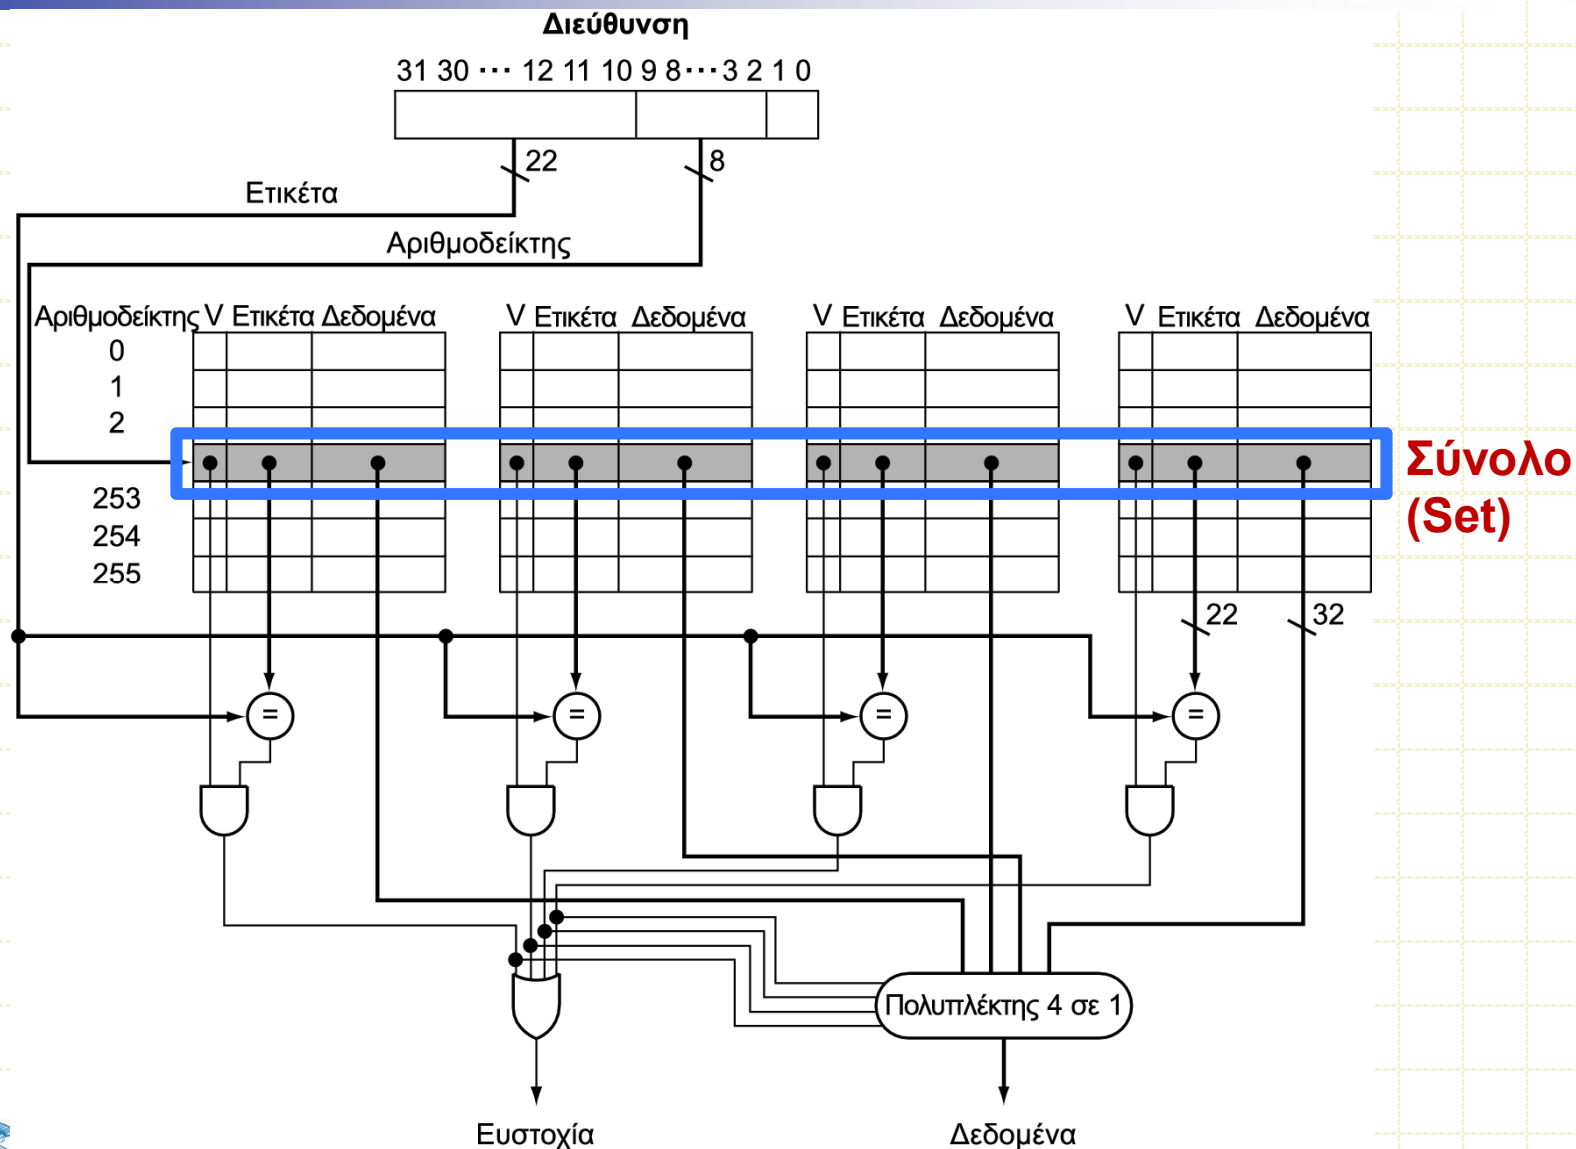 Διεύθυνση
31 30 ··· 12 11 10 9 8 ··· 3 2 1 0
22
8
Ετικέτα
Αριθμοδείκτης
Αριθμοδείκτης V Ετικέτα Δεδομένα V Ετικέτα Δεδομένα V Ετικέτα Δεδομένα V Ετικέτα Δεδομένα
0
1
2
Σύνολο
(Set)
253
254
255
22
32
= = = =
Πολυπλέκτης 4 σε 1
Ευστοχία
Δεδομένα